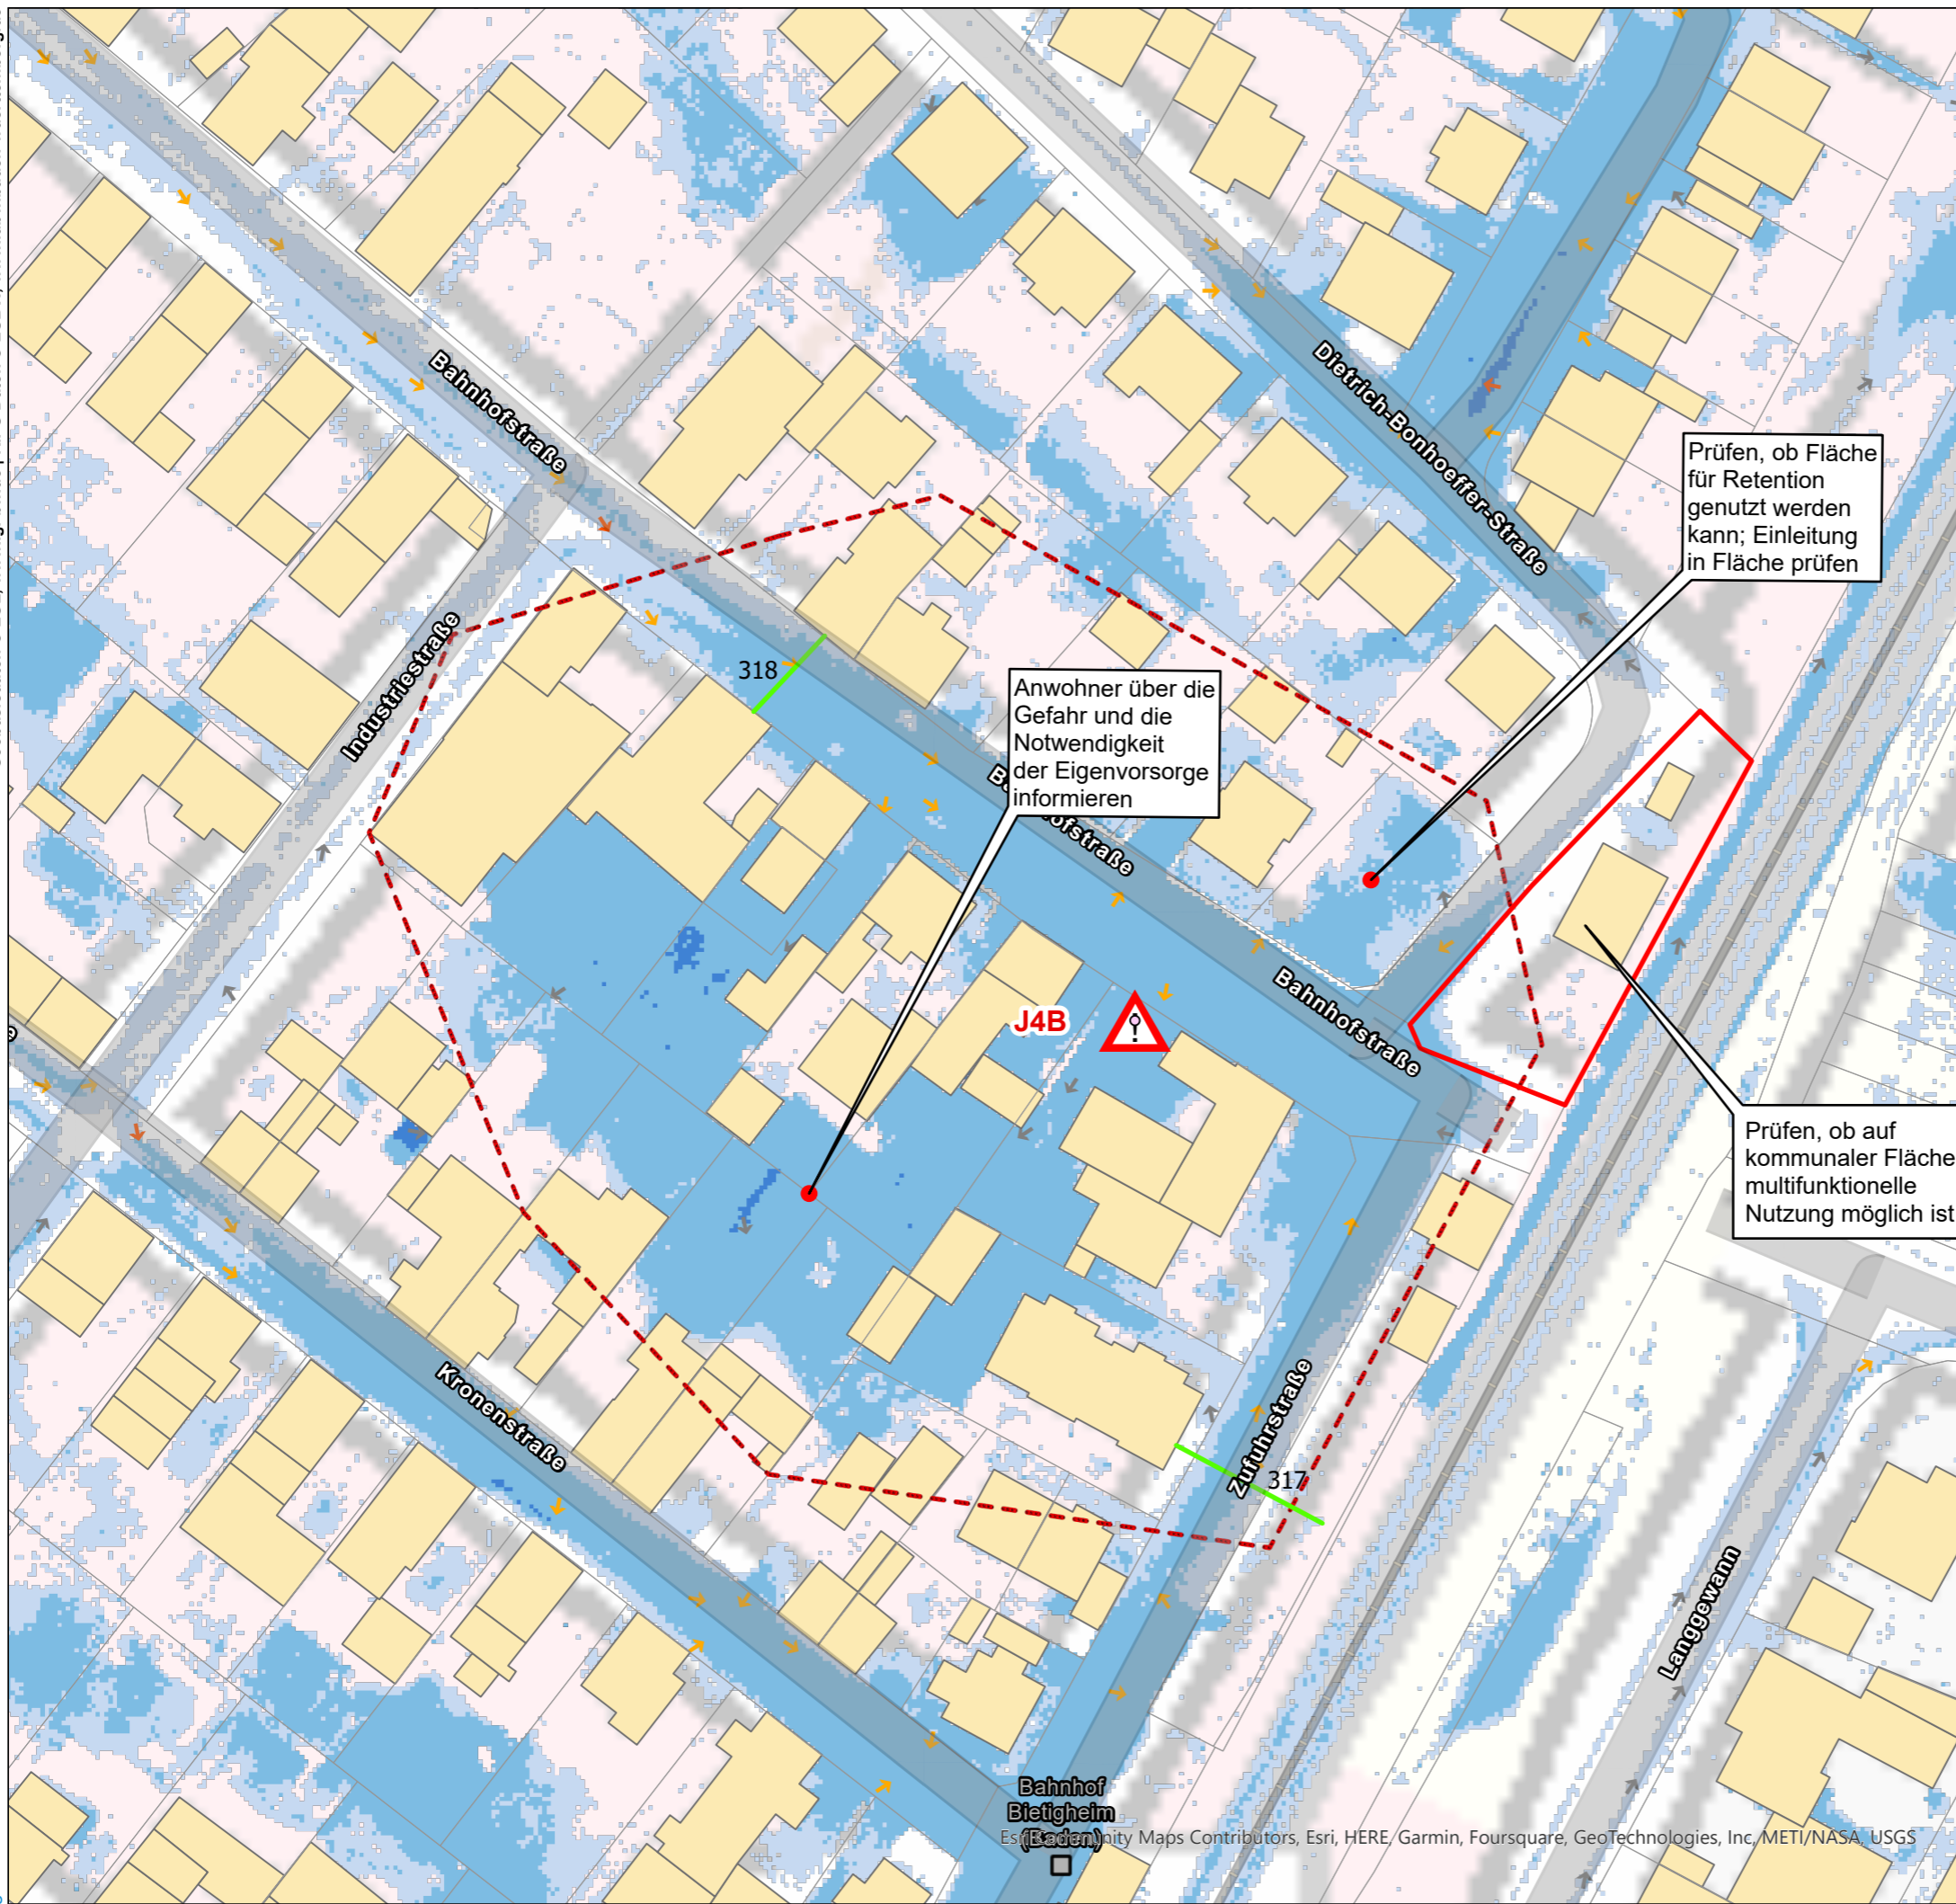 Bahnhofstraße
Dietrich-Bonhoeffer-Straße
Prüfen, ob Fläche
für Retention
genutzt werden
kann; Einleitung
in Fläche prüfen
Industriestraße
318
Anwohner über die
Gefahr und die
Notwendigkeit
der Eigenvorsorge
informieren
Bahnhofstraße
J4B
Prüfen, ob auf
kommunaler Fläche
multifunktionelle
Nutzung möglich ist
Kronenstraße
Zufuhrstraße
317
Langgewann
Bahnhof
Bietigheim
(Baden)
Maps Contributors, Esri, HERE, Garmin, Foursquare, GeoTechnologies, Inc, METI/NASA, USGS